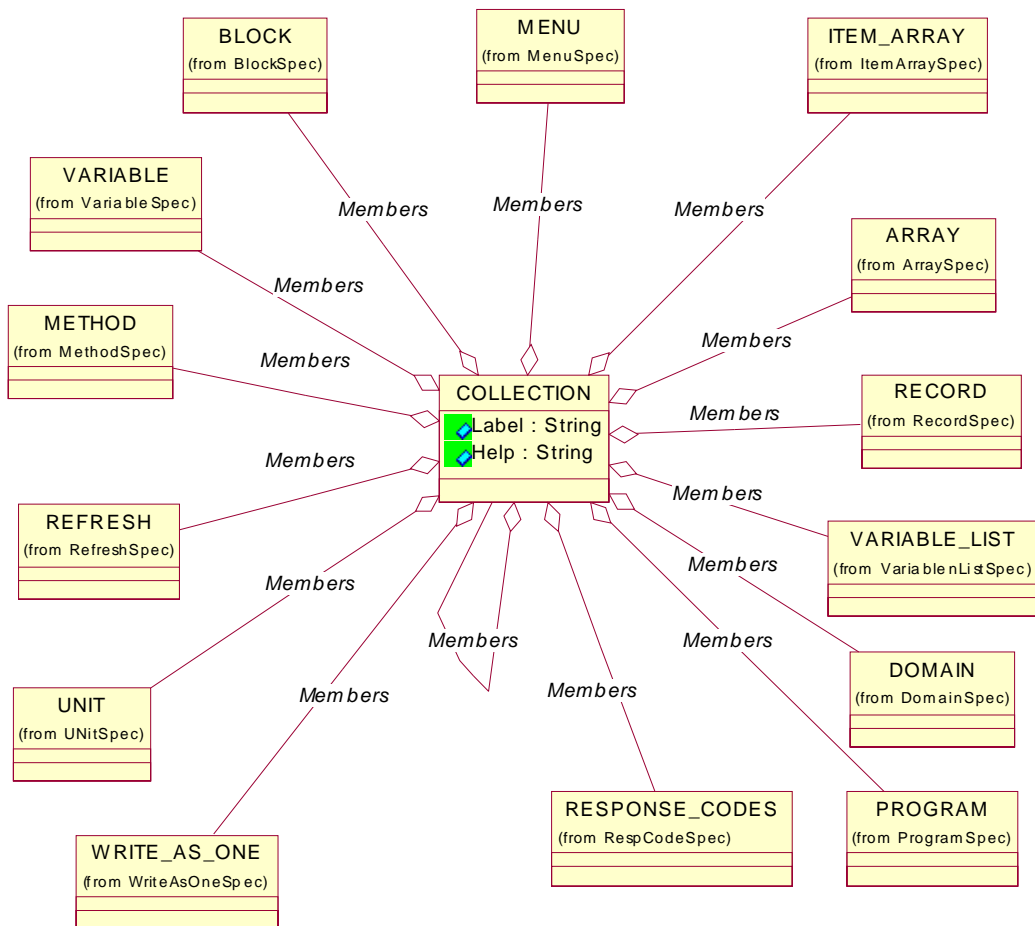 BLOCK
(from BlockSpec)
MENU
(from MenuSpec)
ITEM_ARRAY
(from ItemArraySpec)
VARIABLE
(from VariableSpec)
Members
Members
Members
ARRAY
(from ArraySpec)
Members
METHOD
(from MethodSpec)
Members
Members
COLLECTION
Label : String
Help : String
RECORD
(from RecordSpec)
Members
REFRESH
(from RefreshSpec)
Members
Members
VARIABLE_LIST
(from VariablenListSpec)
Members
Members
Members
Members
UNIT
(from UNitSpec)
Members
Members
DOMAIN
(from DomainSpec)
WRITE_AS_ONE
(from WriteAsOneSpec)
RESPONSE_CODES
(from RespCodeSpec)
PROGRAM
(from ProgramSpec)